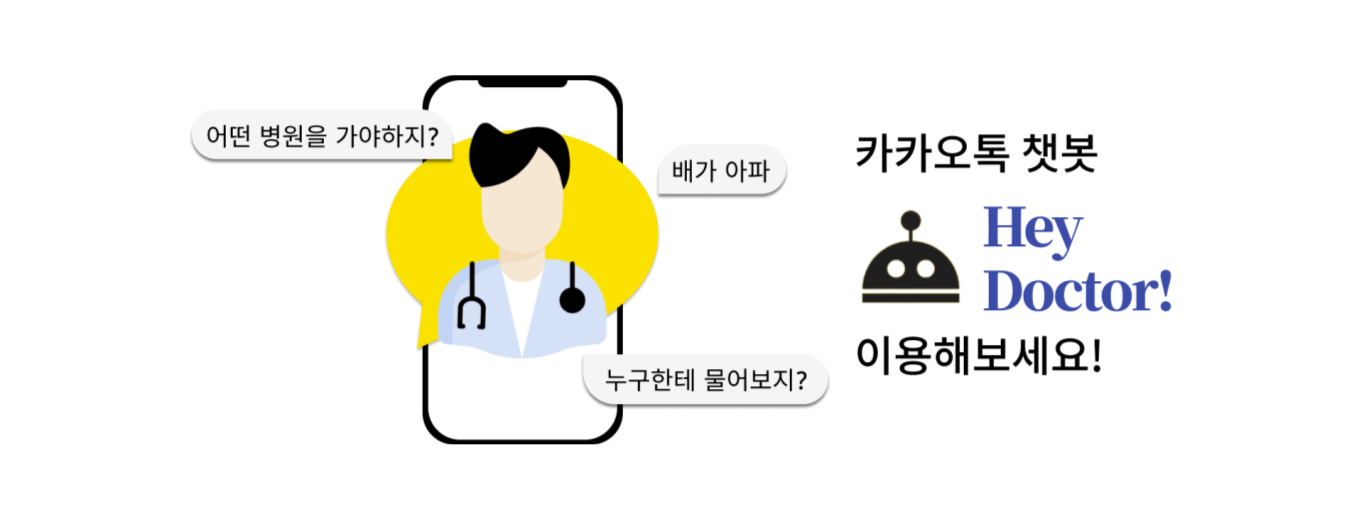 어떤 병원을 가야하지?
배가 아파
누구한테 물어보지?
카카오톡 챗봇
Hey
Doctor!
이용해보세요!